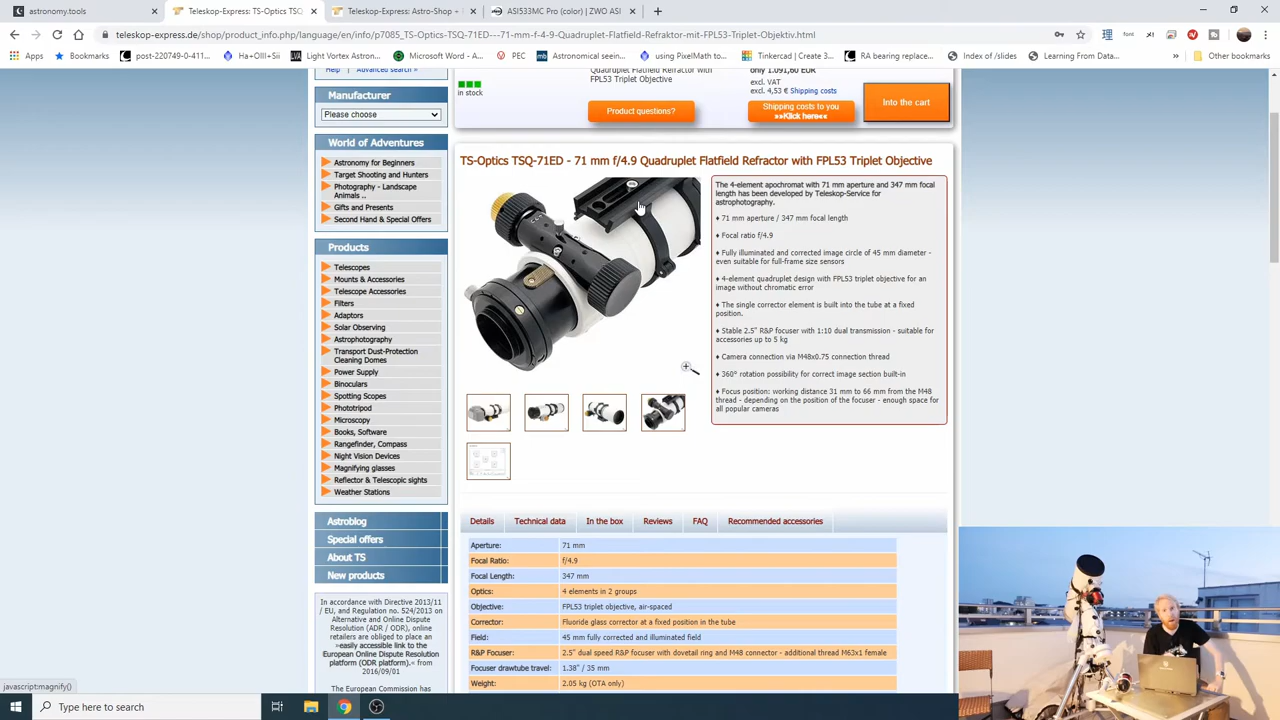 astronomy.tools
Teleskop-Express: TS-Optics TSQ
Teleskop-Express: Astro-Shop +
ASI533MC Pro (color) | ZWO ASI
teleskop-express.de/shop/product_info.php/language/en/info/p7085_TS-Optics-TSQ-71ED---71-mm-f-4-9-Quadruplet-Flatfield-Refraktor-mit-FPL53-Triplet-Objektiv.html
Apps
Bookmarks
post-220749-0-411...
Ha+OIII+Sii
Light Vortex Astron...
Microsoft Word - A...
PEC
Astronomical seein...
using PixelMath to...
Tinkercad | Create 3...
RA bearing replace...
Index of/slides
Learning PixelMath...
Other bookmarks
Help
Advanced search »
Manufacturer
Please choose
World of Adventures
Astronomy for Beginners
Target Shooting and Hunters
Photography - Landscape
Animals ..
Gifts and Presents
Second Hand & Special Offers
Products
Telescopes
Mounts & Accessories
Telescope Accessories
Filters
Adaptors
Solar Observing
Astrophotography
Transport Dust-Protection
Cleaning Domes
Power Supply
Binoculars
Spotting Scopes
Phototripod
Microscopy
Books, Software
Rangefinder, Compass
Night Vision Devices
Magnifying glasses
Reflector & Telescopic sights
Weather Stations
Astroblog
Special offers
About TS
New products
In accordance with Directive 2013/11
/ EU, and Regulation no. 524/2013 on
Alternative and Online Dispute
Resolution (ADR / ODR), online
retailers are obliged to place an
»easily accessible link to the
European Online Dispute Resolution
platform (ODR platform).« from
2016/09/01
The European Commission has
in stock
Quadruplet Flatfield Refractor with
FPL53 Triplet Objective
Product questions?
only 1.091,60 EUR
excl. VAT
excl. 4,53 € Shipping costs
Shipping costs to you
»»Klick here««
Into the cart
TS-Optics TSQ-71ED - 71 mm f/4.9 Quadruplet Flatfield Refractor with FPL53 Triplet Objective
The 4-element apochromat with 71 mm aperture and 347 mm focal
length has been developed by Teleskop-Service for
astrophotography.
♦ 71 mm aperture / 347 mm focal length
♦ Focal ratio f/4.9
♦ Fully illuminated and corrected image circle of 45 mm diameter -
even suitable for full-frame size sensors
♦ 4-element quadruplet design with FPL53 triplet objective for an
image without chromatic error
♦ The single corrector element is built into the tube at a fixed
position.
♦ Stable 2.5" R&P focuser with 1:10 dual transmission - suitable for
accessories up to 5 kg
♦ Camera connection via M48x0.75 connection thread
♦ 360° rotation possibility for correct image section built-in
♦ Focus position: working distance 31 mm to 66 mm from the M48
thread - depending on the position of the focuser - enough space for
all popular cameras
Details
Technical data
In the box
Reviews
FAQ
Recommended accessories
Aperture: 71 mm
Focal Ratio: f/4.9
Focal Length: 347 mm
Optics: 4 elements in 2 groups
Objective: FPL53 triplet objective, air-spaced
Corrector: Fluoride glass corrector at a fixed position in the tube
Field: 45 mm fully corrected and illuminated field
R&P Focuser: 2.5" dual speed R&P focuser with dovetail ring and M48 connector - additional thread M63x1 female
Focuser drawtube travel: 1.38" / 35 mm
Weight: 2.05 kg (OTA only)
javascript:magnify()
Type here to search